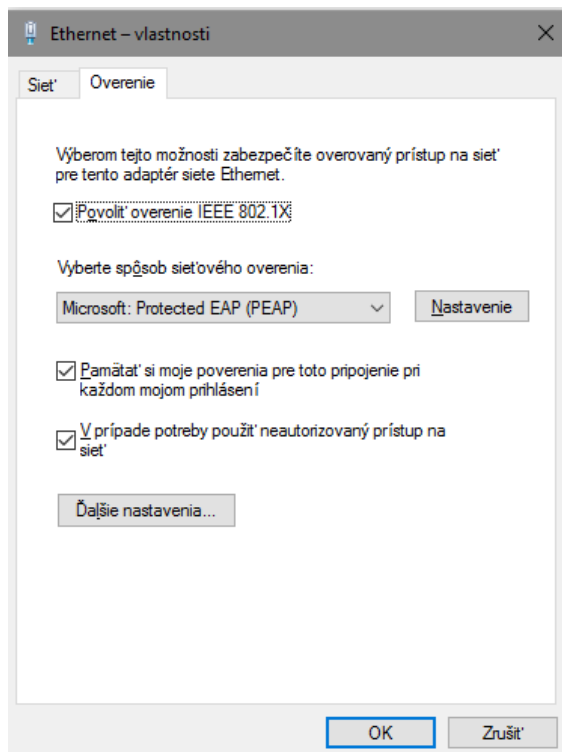 Ethernet – vlastnosti
Sieť
Overenie
Výberom tejto možnosti zabezpečíte overovaný prístup na sieť
pre tento adaptér siete Ethernet.
Povoliť overenie IEEE 802.1X
Vyberte spôsob sieťového overenia:
Microsoft: Protected EAP (PEAP)
Nastavenie
Pamätať si moje poverenia pre toto pripojenie pri
každom mojom prihlásení
V prípade potreby použiť neautorizovaný prístup na
sieť
Ďalšie nastavenia...
OK
Zrušiť